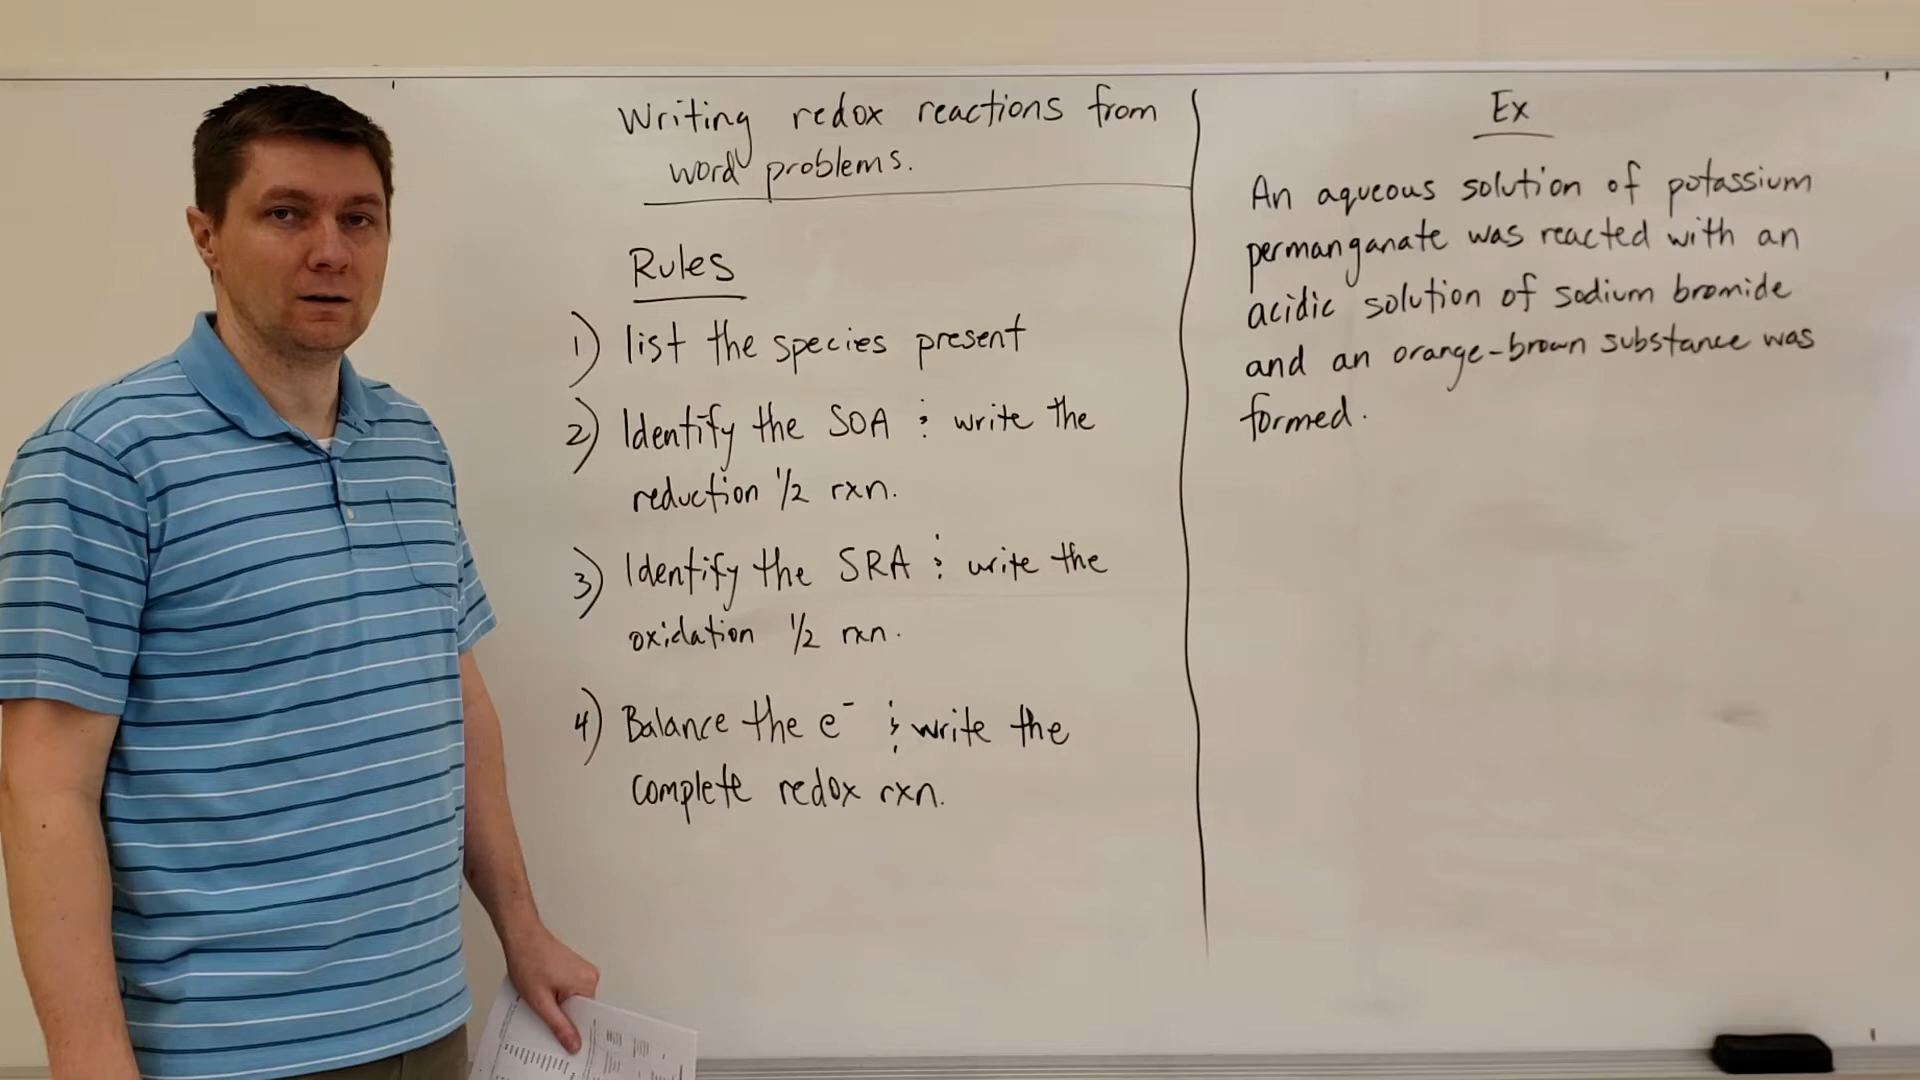 Writing redox reactions from
word problems.
Rules
1) list the species present
2) Identify the SOA & write the
reduction 1/2 rxn.
3) Identify the SRA & write the
oxidation 1/2 rxn.
4) Balance the e⁻ & write the
complete redox rxn.
Ex
An aqueous solution of potassium
permanganate was reacted with an
acidic solution of sodium bromide
and an orange-brown substance was
formed.